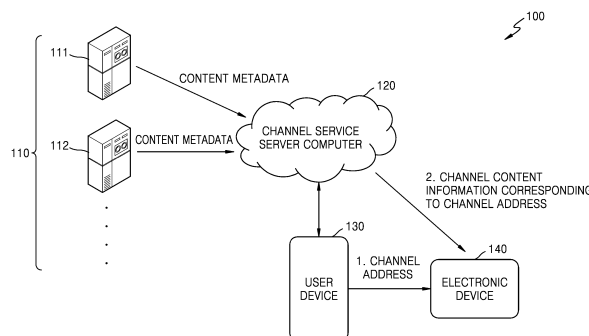 100
111
CONTENT METADATA
120
CHANNEL SERVICE
SERVER COMPUTER
110
112
CONTENT METADATA
2. CHANNEL CONTENT
INFORMATION CORRESPONDING
TO CHANNEL ADDRESS
130
1. CHANNEL
ADDRESS
140
USER
DEVICE
ELECTRONIC
DEVICE